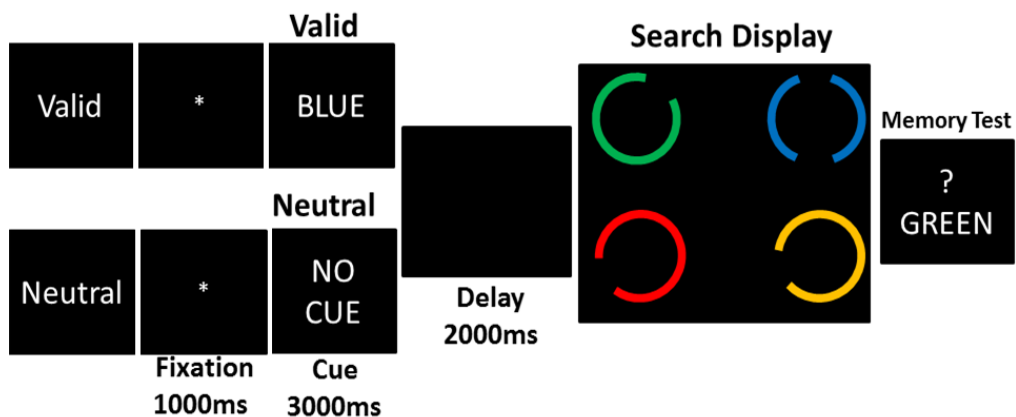 Valid
Valid
*
BLUE
Neutral
Neutral
*
NO
CUE
Fixation
1000ms
Cue
3000ms
Delay
2000ms
Search Display
Memory Test
?
GREEN